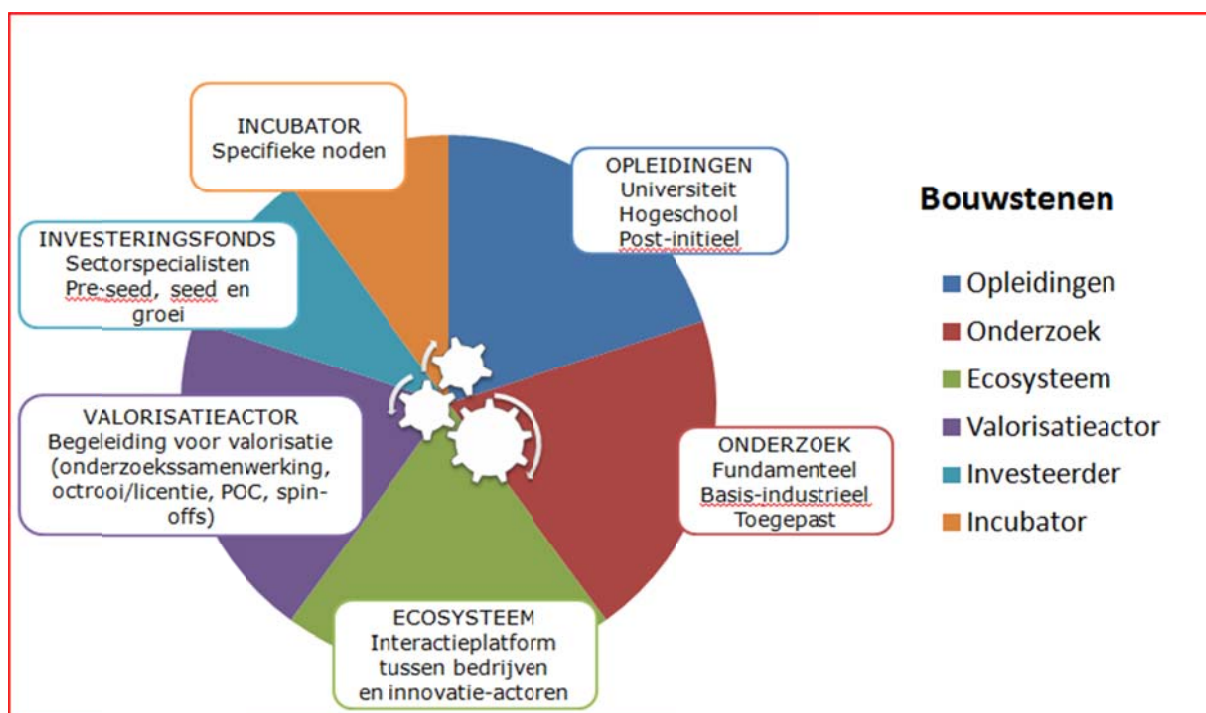 INCUBATOR
Specifieke noden
OPLEIDINGEN
Universiteit
Hogeschool
Post-initieel
INVESTERINGSFONDS
Sectorspecialisten
Pre-seed, seed en
groei
VALORISATIEACTOR
Begeleiding voor valorisatie
(onderzoekssamenwerking,
octrooi/licentie, POC, spin-
offs)
ONDERZOEK
Fundamenteel
Basis-industrieel
Toegepast
ECOSYSTEEM
Interactieplatform
tussen bedrijven
en innovatie-actoren
Bouwstenen
Opleidingen
Onderzoek
Ecosysteem
Valorisatieactor
Investeerder
Incubator